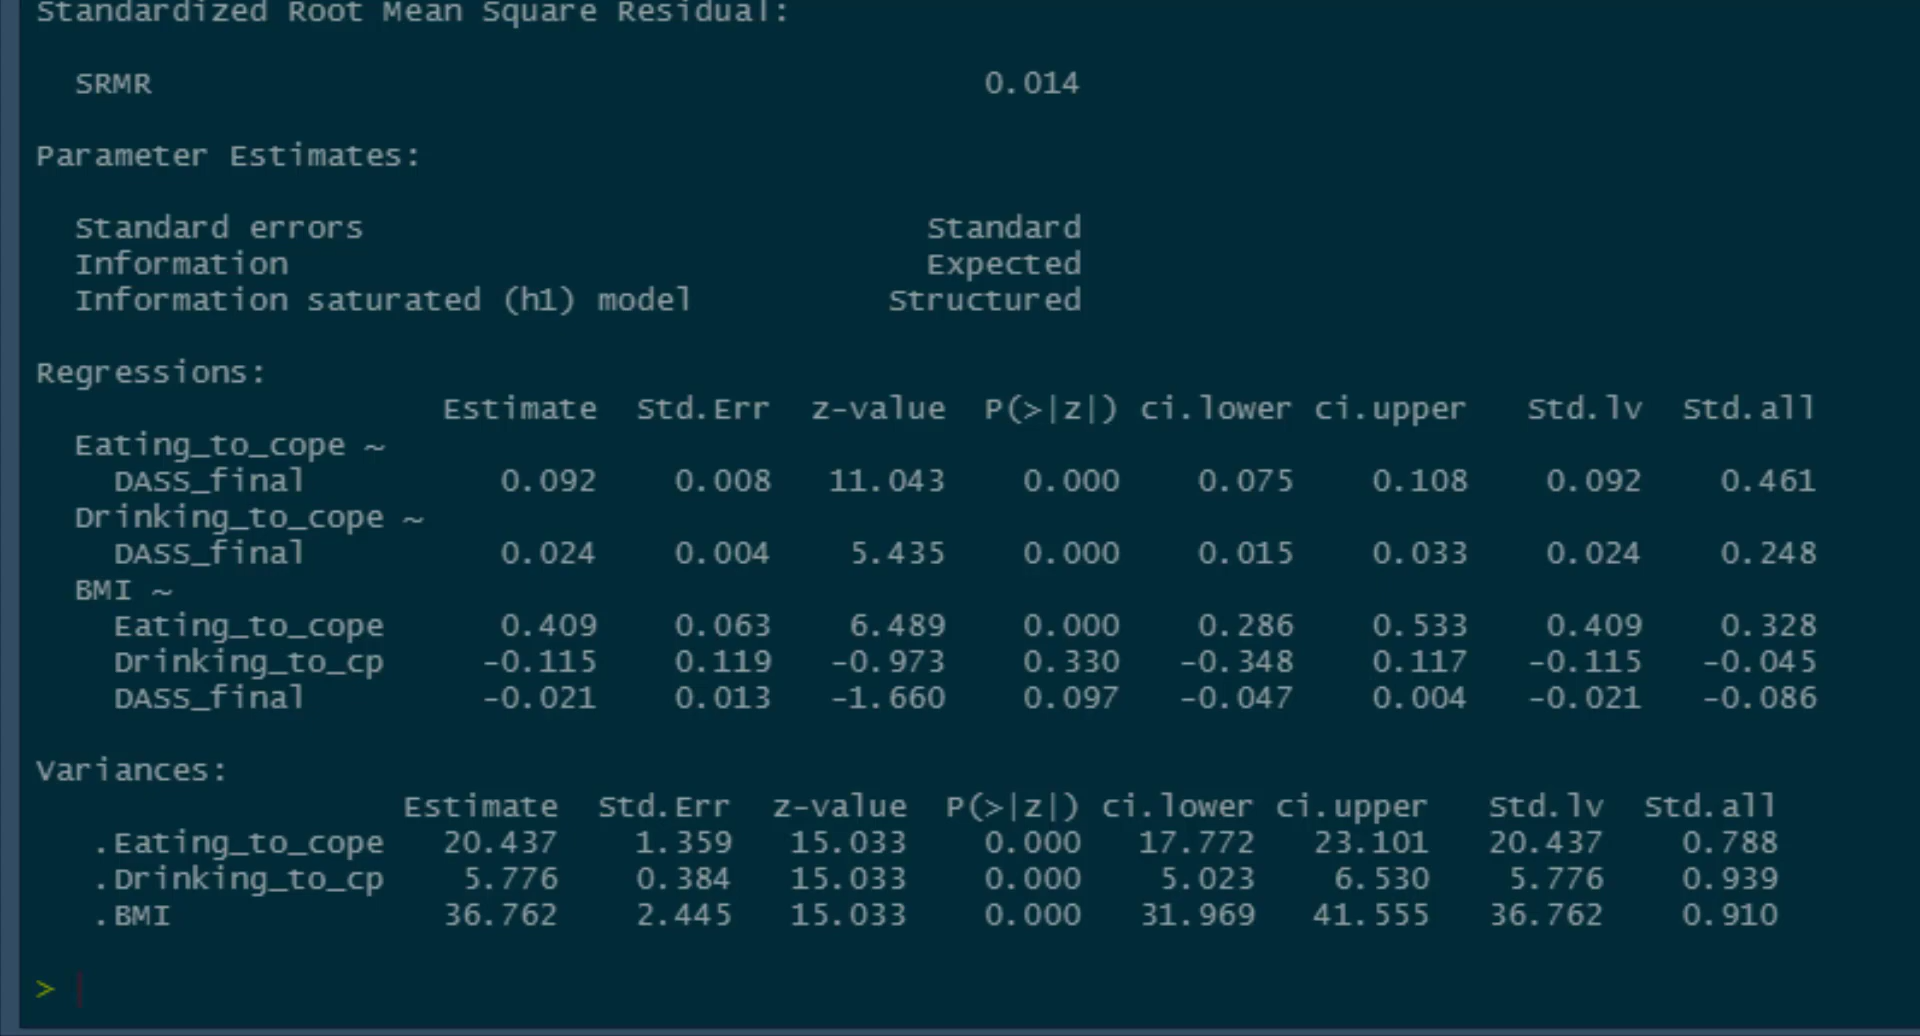 Standardized Root Mean Square Residual:
SRMR 0.014
Parameter Estimates:
Standard errors Standard
Information Expected
Information saturated (h1) model Structured
Regressions:
Estimate Std.Err z-value P(>|z|) ci.lower ci.upper Std.lv Std.all
Eating_to_cope ~
DASS_final 0.092 0.008 11.043 0.000 0.075 0.108 0.092 0.461
Drinking_to_cope ~
DASS_final 0.024 0.004 5.435 0.000 0.015 0.033 0.024 0.248
BMI ~
Eating_to_cope 0.409 0.063 6.489 0.000 0.286 0.533 0.409 0.328
Drinking_to_cp -0.115 0.119 -0.973 0.330 -0.348 0.117 -0.115 -0.045
DASS_final -0.021 0.013 -1.660 0.097 -0.047 0.004 -0.021 -0.086
Variances:
Estimate Std.Err z-value P(>|z|) ci.lower ci.upper Std.lv Std.all
.Eating_to_cope 20.437 1.359 15.033 0.000 17.772 23.101 20.437 0.788
.Drinking_to_cp 5.776 0.384 15.033 0.000 5.023 6.530 5.776 0.939
.BMI 36.762 2.445 15.033 0.000 31.969 41.555 36.762 0.910
>